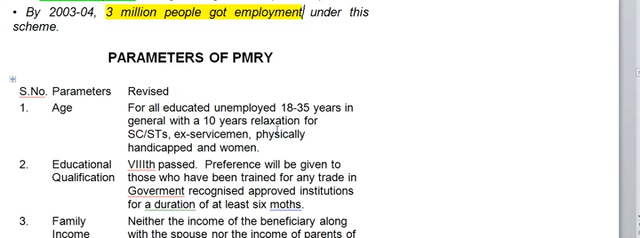 • By 2003-04, 3 million people got employment under this
scheme.
PARAMETERS OF PMRY
S.No. Parameters Revised
1. Age For all educated unemployed 18-35 years in
general with a 10 years relaxation for
SC/STs, ex-servicemen, physically
handicapped and women.
2. Educational VIIIth passed. Preference will be given to
Qualification those who have been trained for any trade in
Goverment recognised approved institutions
for a duration of at least six moths.
3. Family Neither the income of the beneficiary along
Income with the spouse nor the income of parents of